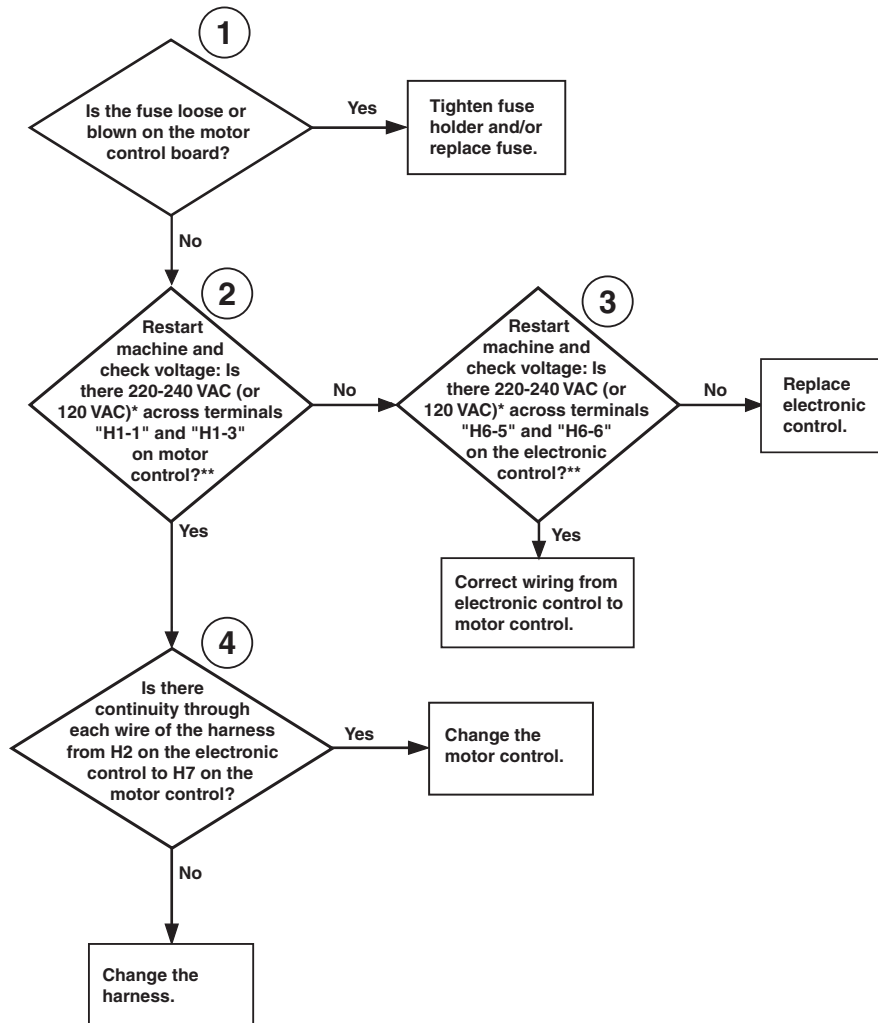 1
Is the fuse loose or
blown on the motor
control board?
Yes
Tighten fuse
holder and/or
replace fuse.
No
2
Restart
machine and
check voltage: Is
there 220-240 VAC (or
120 VAC)* across terminals
"H1-1" and "H1-3"
on motor
control?**
No
3
Restart
machine and
check voltage: Is
there 220-240 VAC (or
120 VAC)* across terminals
"H6-5" and "H6-6"
on the electronic
control?**
No
Replace
electronic
control.
Yes
Correct wiring from
electronic control to
motor control.
Yes
4
Is there
continuity through
each wire of the harness
from H2 on the electronic
control to H7 on the
motor control?
Yes
Change the
motor control.
No
Change the
harness.